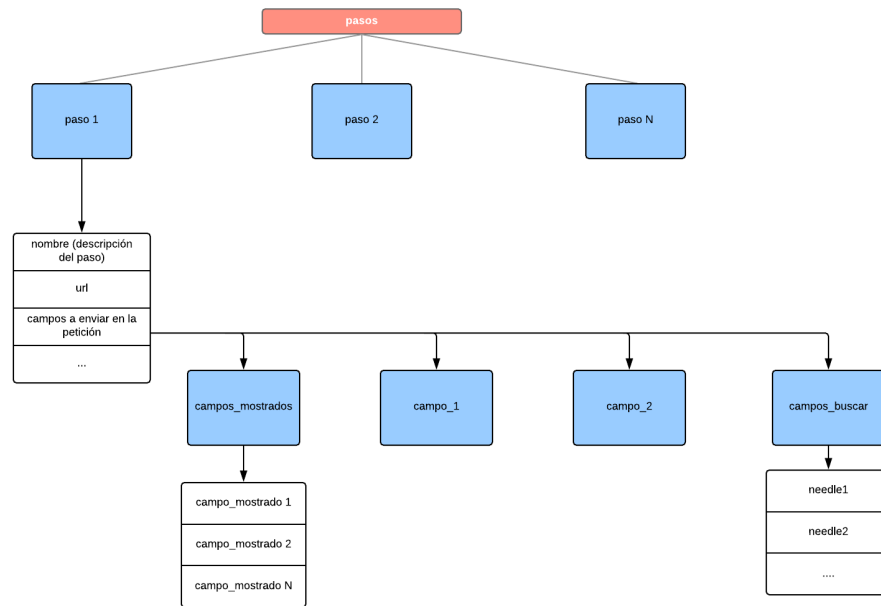 pasos
paso 1
paso 2
paso N
nombre (descripción
del paso)
url
campos a enviar en la
petición
...
campos_mostrados
campo_1
campo_2
campos_buscar
campo_mostrado 1
campo_mostrado 2
campo_mostrado N
needle1
needle2
....